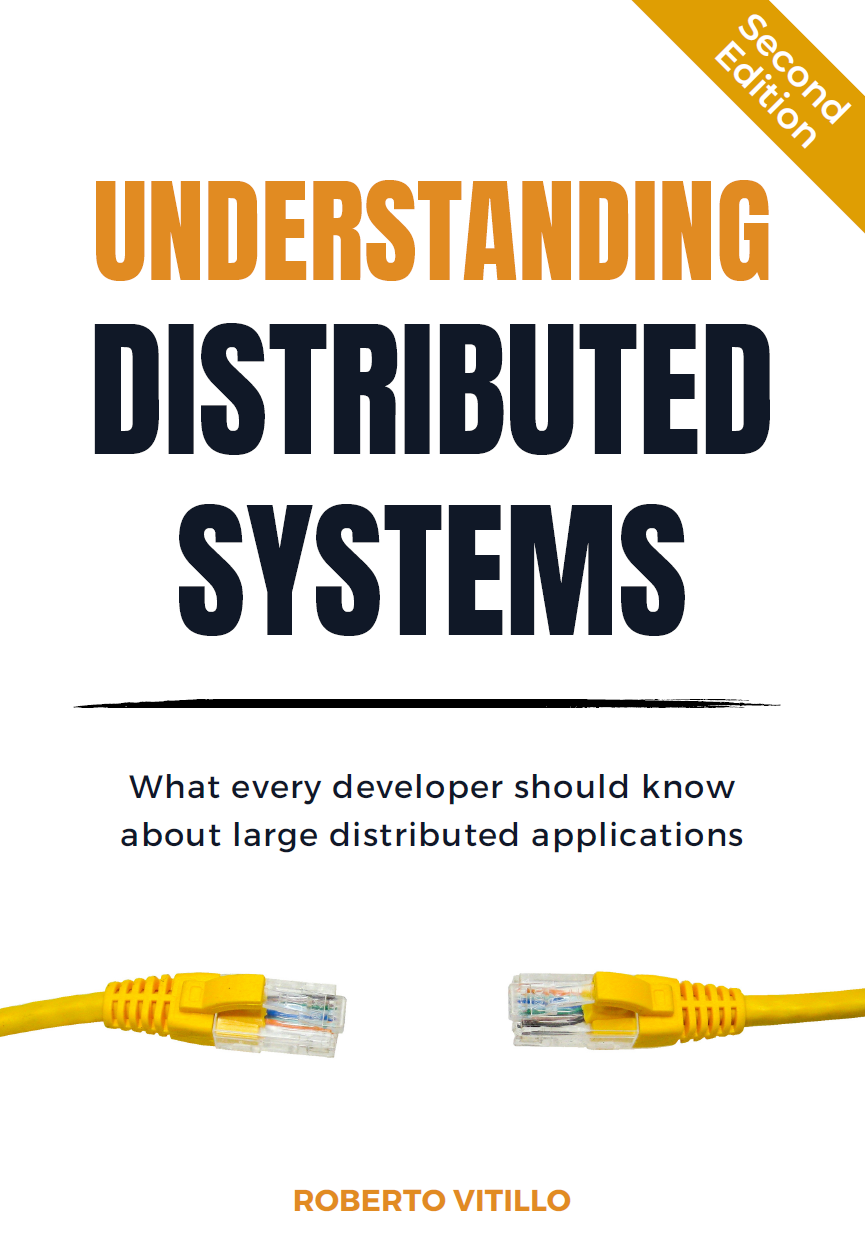 Second
Edition
UNDERSTANDING
DISTRIBUTED
SYSTEMS
What every developer should know
about large distributed applications
ROBERTO VITILLO